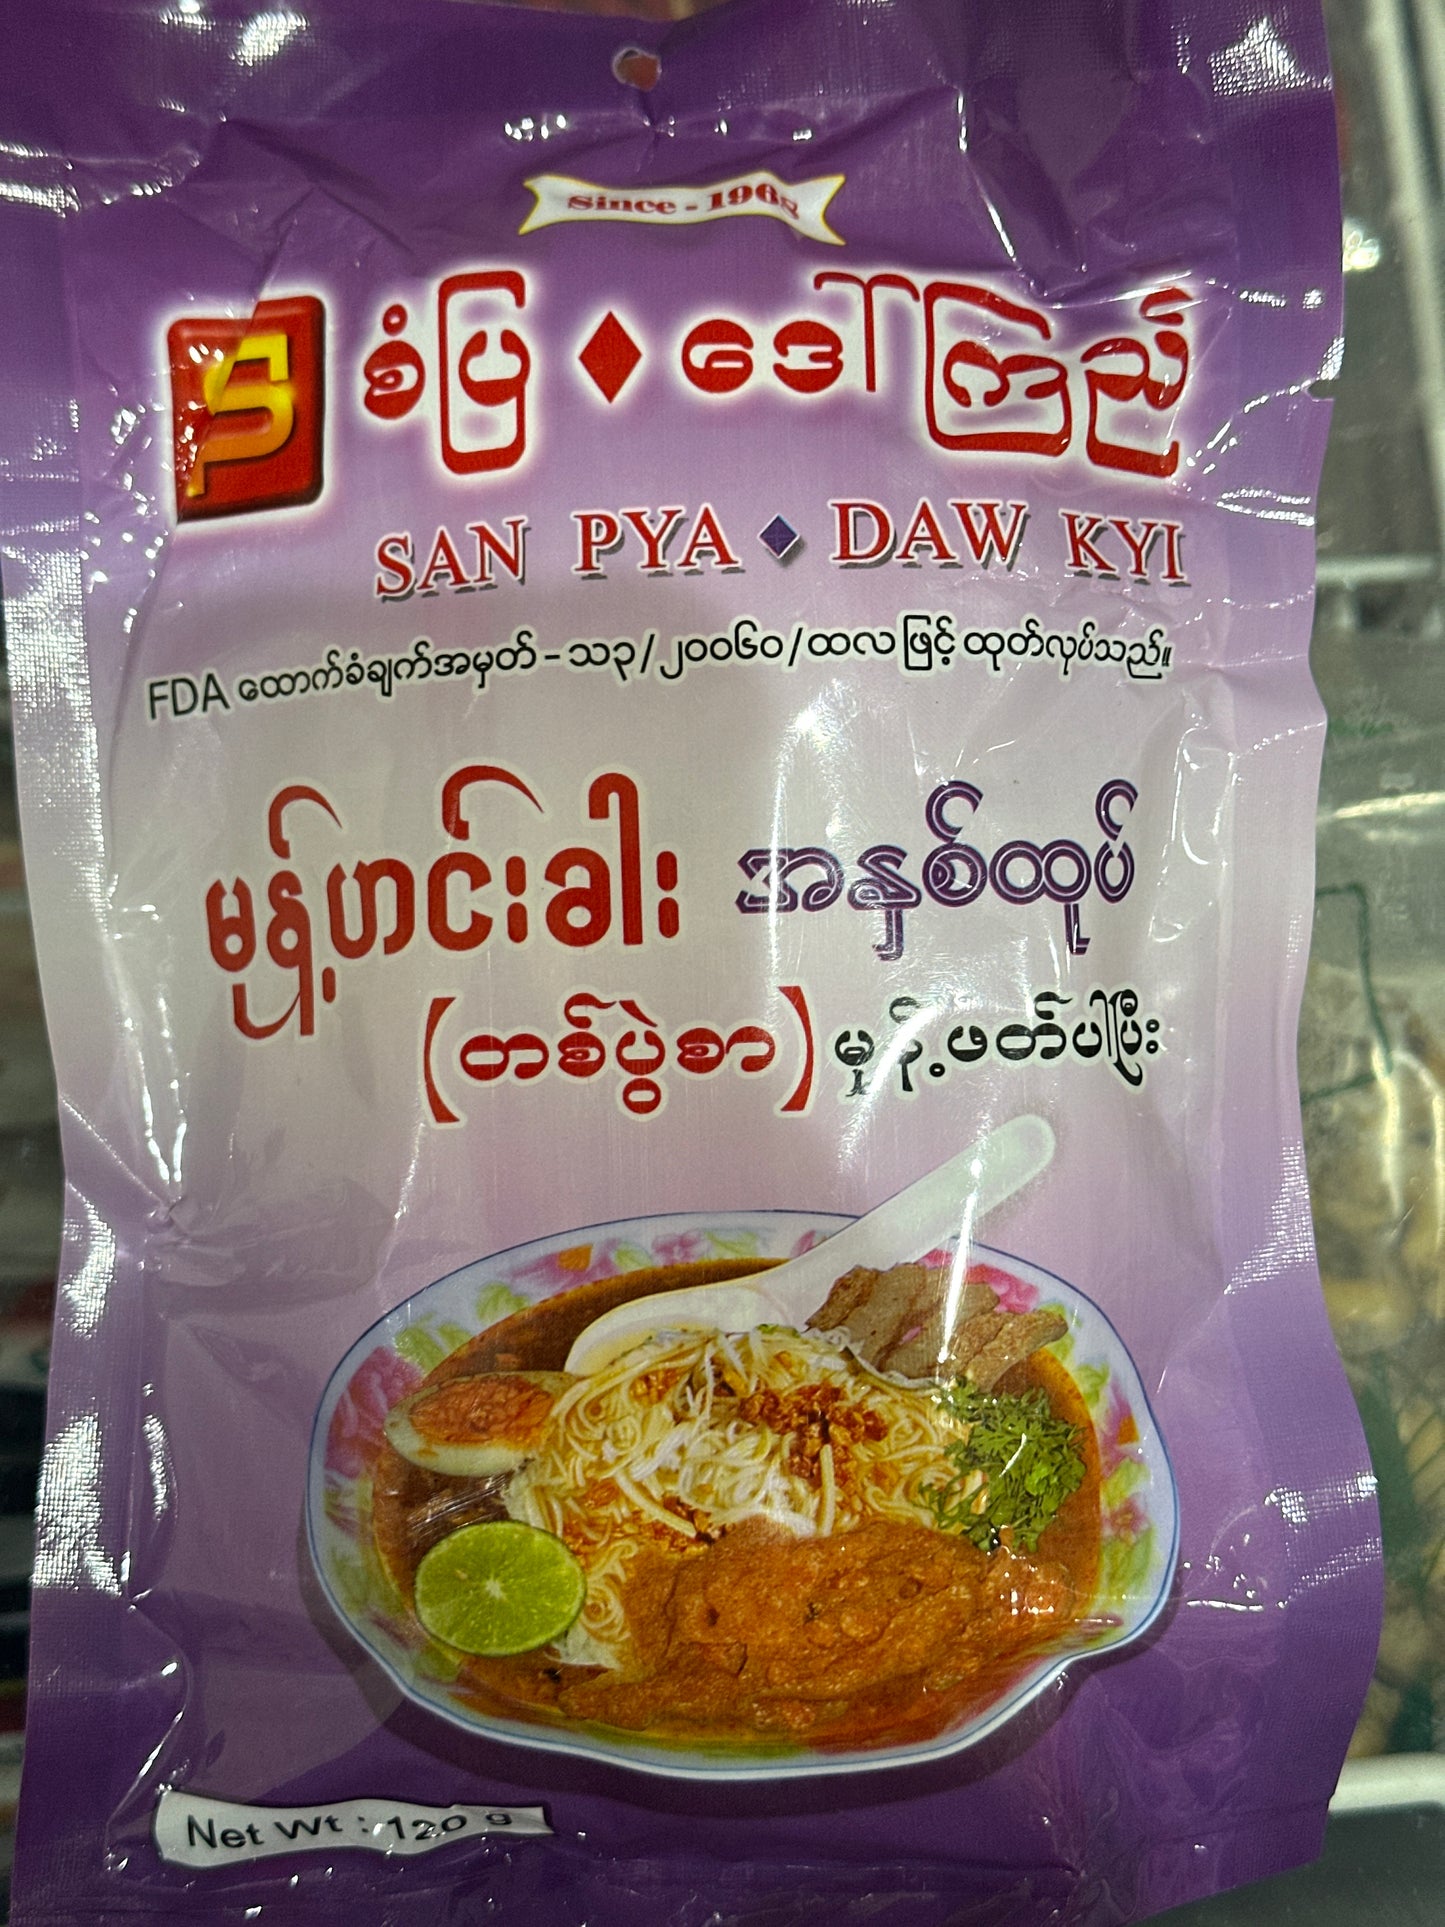 Since - 1968
စံပြ ♦ ဒေါ်ကြည်
SAN PYA ♦ DAW KYI
FDA ထောက်ခံချက်အမှတ် - သ၃/၂၀၀၆၀/ထလ ဖြင့် ထုတ်လုပ်သည်။
မုန့်ဟင်းခါး အနှစ်ထုပ်
(တစ်ပွဲစာ) မှုန့်ဖတ်ပါပြီး
Net Wt : 120 g